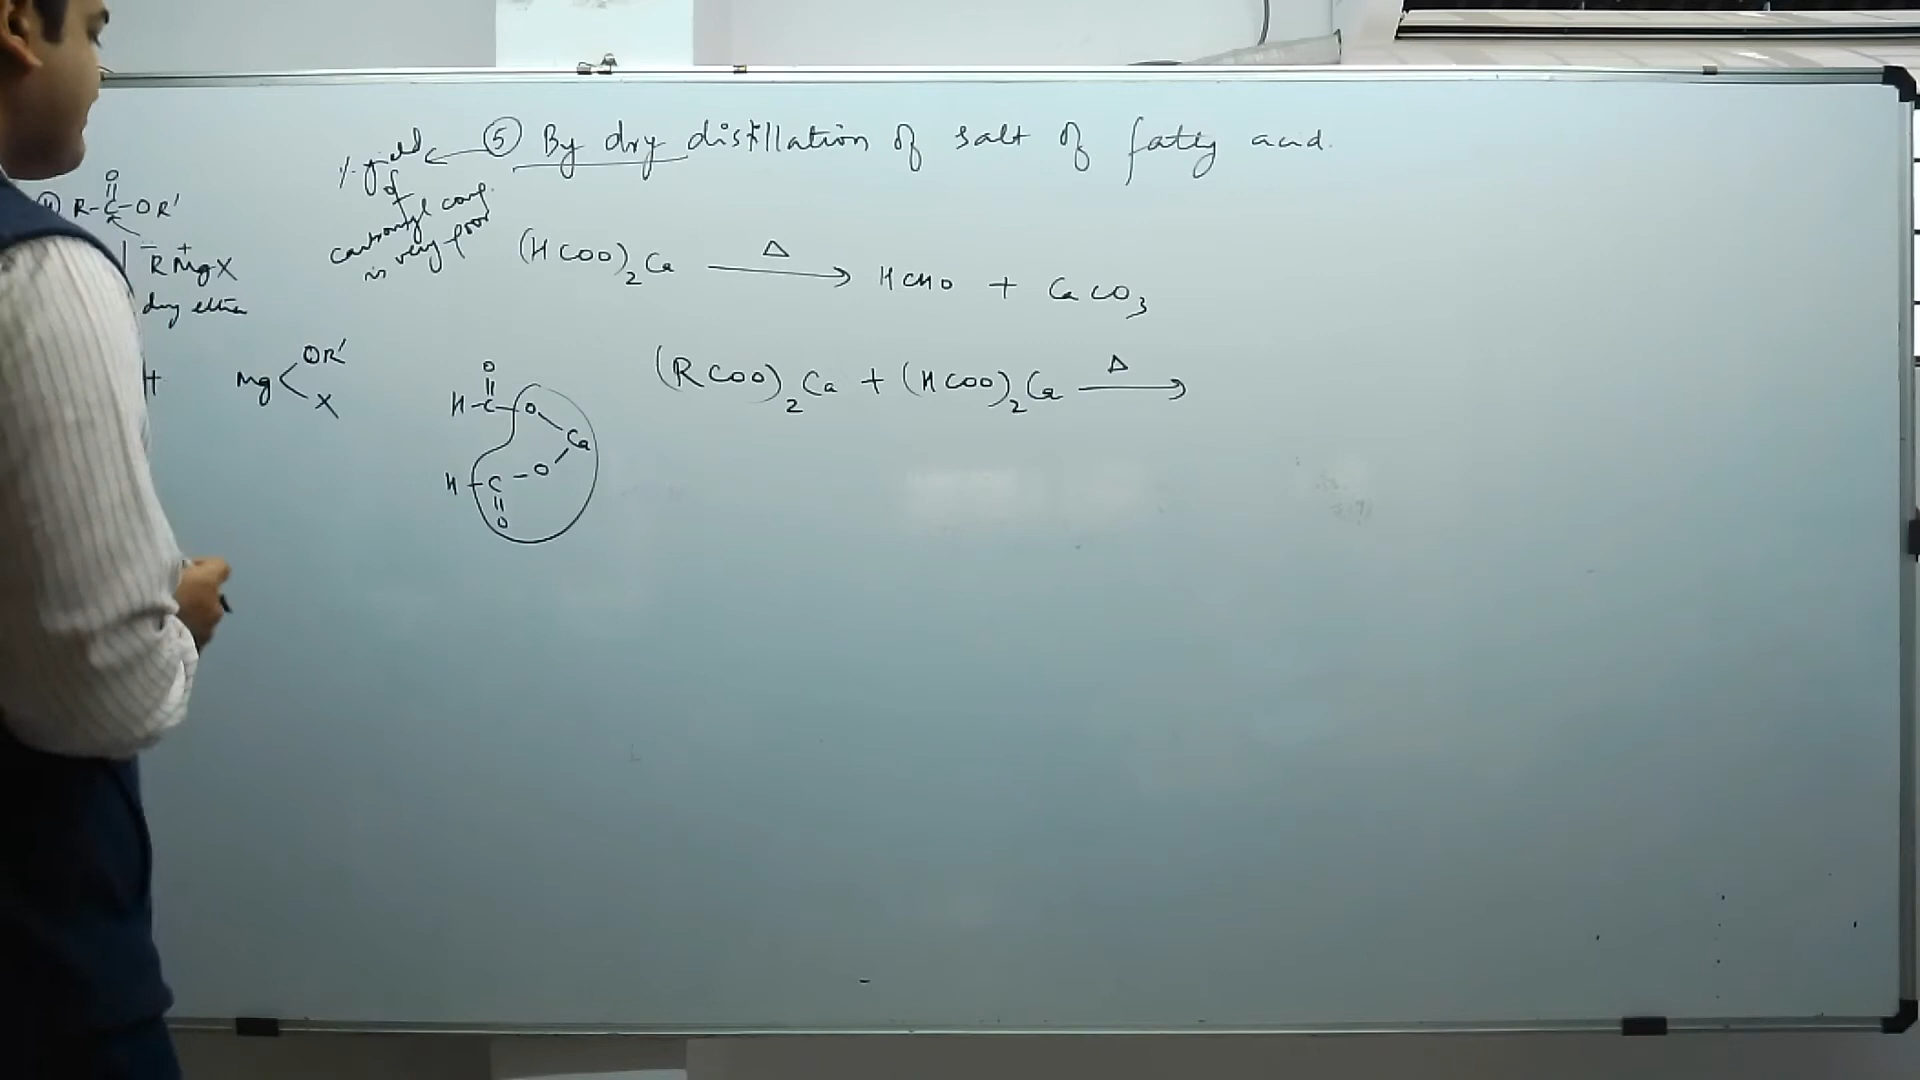 ⑤ By dry distillation of salt of fatty acid.
% yield
of
carbonyl comp.
is very poor
O
R-C-OR'
R̄ M⁺gX
dry ether
(HCOO)₂Ca —Δ→ HCHO + CaCO₃
Mg
OR'
X
(RCOO)₂Ca + (HCOO)₂Ca —Δ→
O
H-C-O
Ca
H-C-O
O